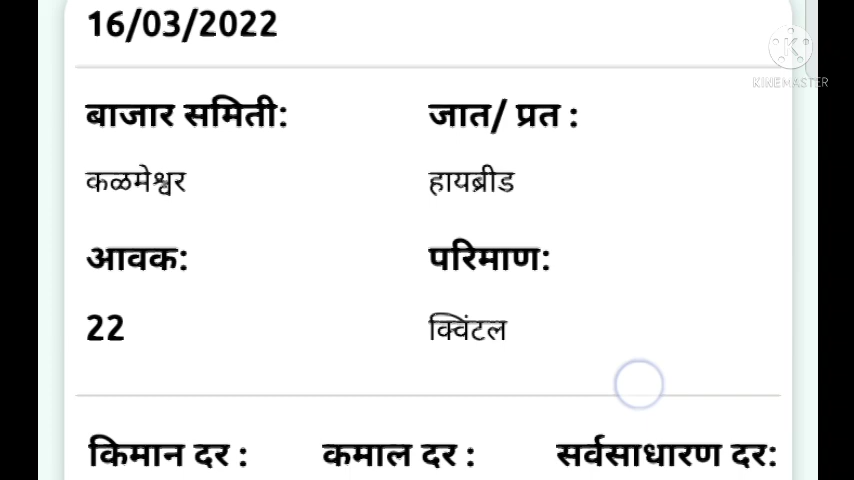 16/03/2022
KINEMASTER
बाजार समिती: जात/ प्रत :
कळमेश्वर हायब्रीड
आवक: परिमाण:
22 क्विंटल
किमान दर : कमाल दर : सर्वसाधारण दर: